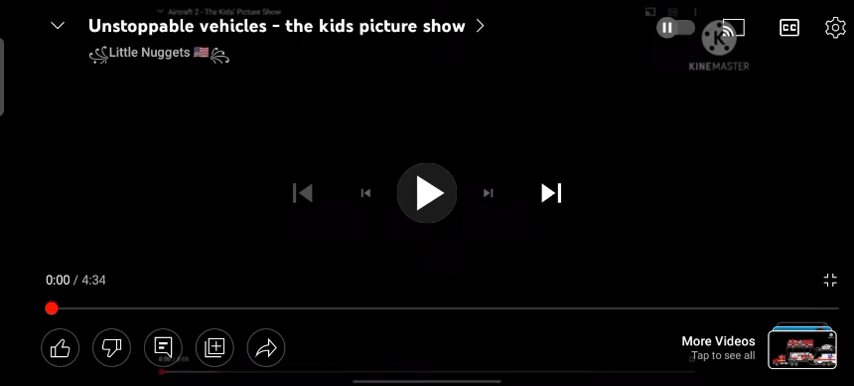 Aircraft 2 - The Kids' Picture Show
Unstoppable vehicles - the kids picture show
Little Nuggets 🇺🇸
K
KINEMASTER
CC
0:00 / 4:34
More Videos
Tap to see all